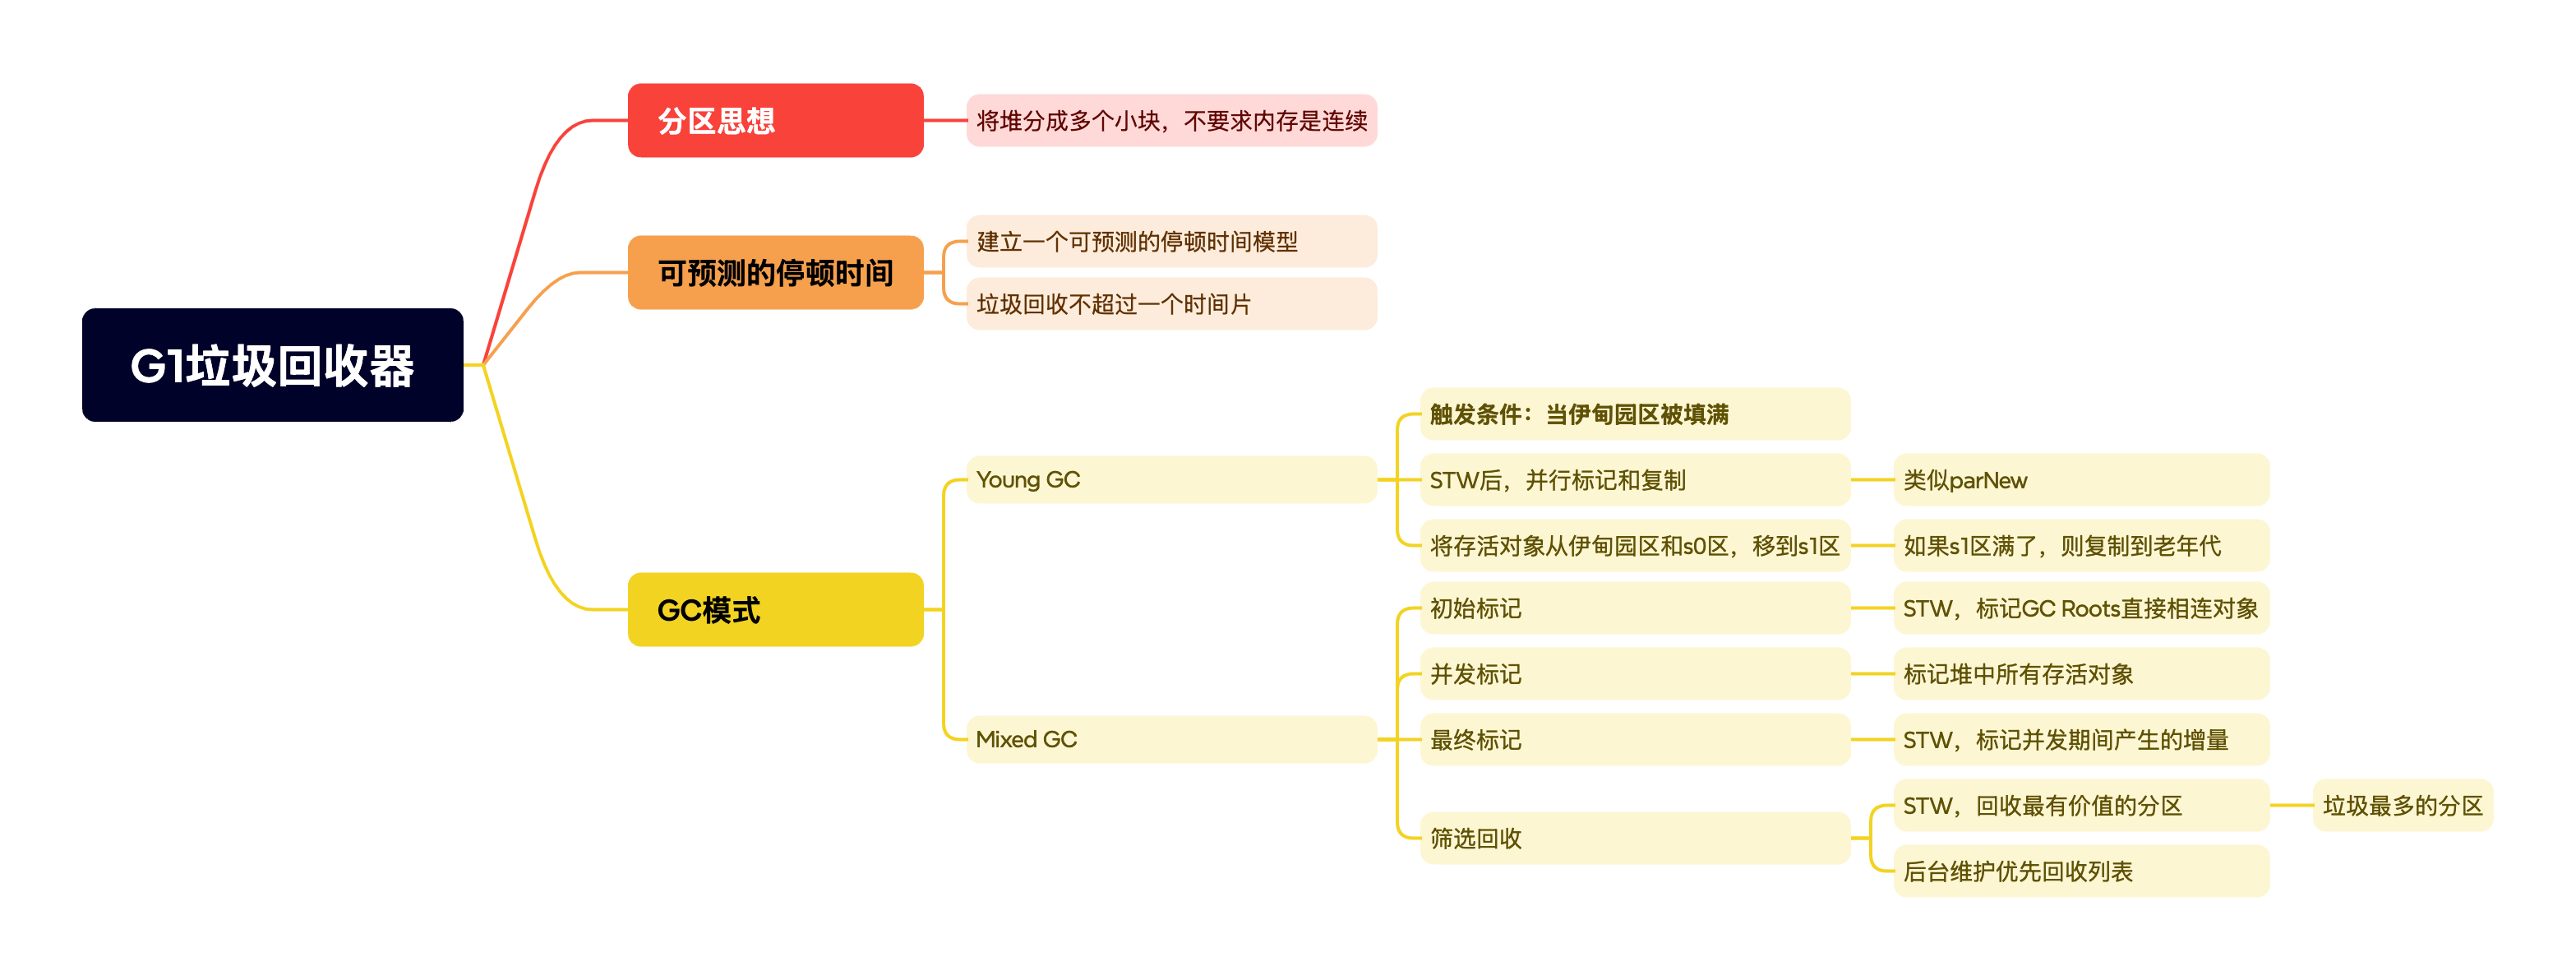 G1垃圾回收器
分区思想
将堆分成多个小块，不要求内存是连续
可预测的停顿时间
建立一个可预测的停顿时间模型
垃圾回收不超过一个时间片
GC模式
Young GC
触发条件：当伊甸园区被填满
STW后，并行标记和复制
类似parNew
将存活对象从伊甸园区和s0区，移到s1区
如果s1区满了，则复制到老年代
Mixed GC
初始标记
STW，标记GC Roots直接相连对象
并发标记
标记堆中所有存活对象
最终标记
STW，标记并发期间产生的增量
筛选回收
STW，回收最有价值的分区
垃圾最多的分区
后台维护优先回收列表